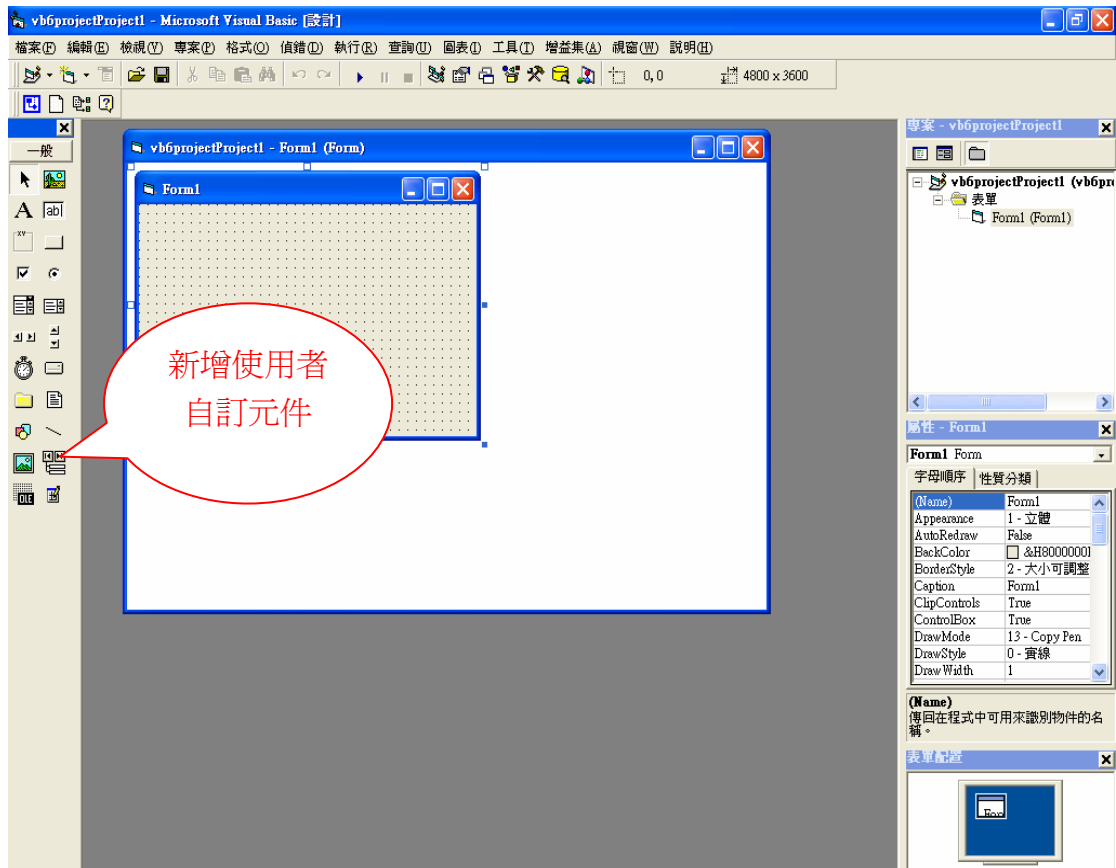 vb6projectProject1 - Microsoft Visual Basic [設計]
檔案(F) 編輯(E) 檢視(V) 專案(P) 格式(O) 偵錯(D) 執行(R) 查詢(U) 圖表(I) 工具(T) 增益集(A) 視窗(W) 說明(H)
0,0 4800 x 3600
一般
A ab|
XY
OLE
vb6projectProject1 - Form1 (Form)
Form1
新增使用者
自訂元件
專案 - vb6projectProject1
vb6projectProject1 (vb6pro
表單
Form1 (Form1)
屬性 - Form1
Form1 Form
字母順序 性質分類
(Name) Form1
Appearance 1 - 立體
AutoRedraw False
BackColor &H8000000
BorderStyle 2 - 大小可調整
Caption Form1
ClipControls True
ControlBox True
DrawMode 13 - Copy Pen
DrawStyle 0 - 實線
DrawWidth 1
(Name)
傳回在程式中可用來識別物件的名
稱。
表單配置